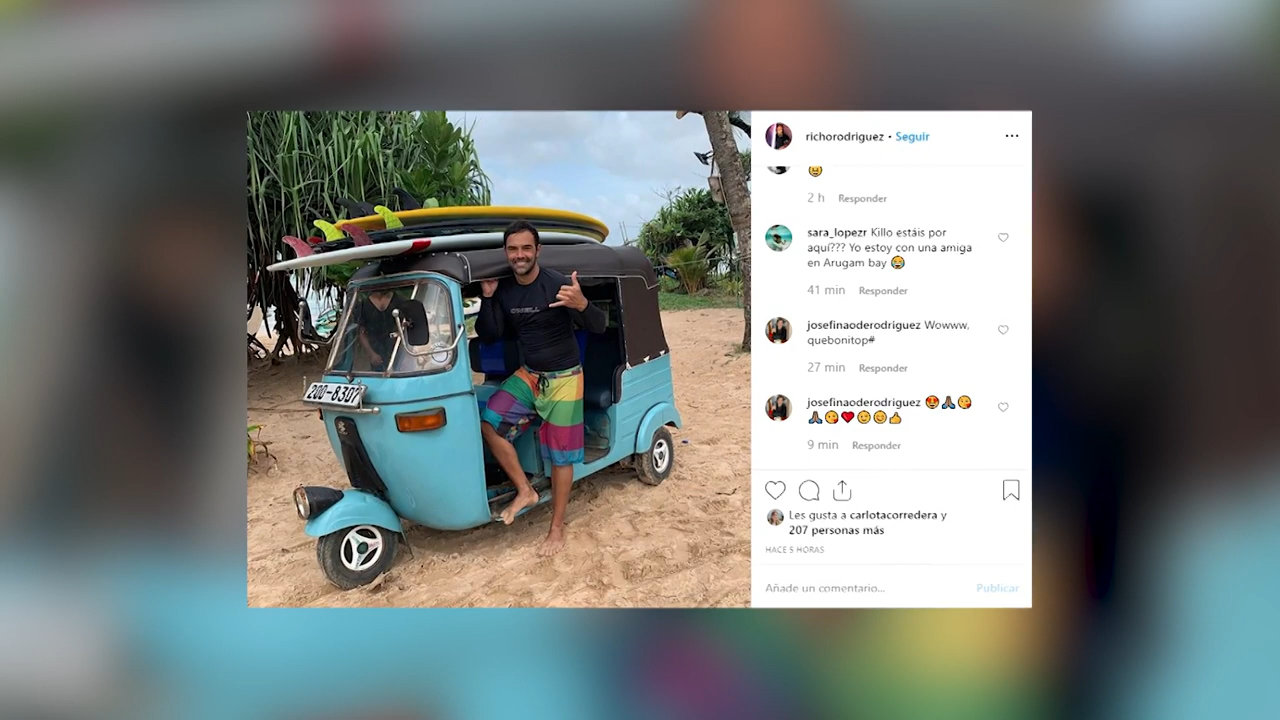 richorodriguez • Seguir
2 h Responder
sara_lopezr Killo estáis por
aquí??? Yo estoy con una amiga
en Arugam bay 😂
41 min Responder
josefinaoderodriguez Wowww,
quebonitop#
27 min Responder
josefinaoderodriguez 😍🙏🏽😘
🙏🏽😘❤️😉😊👍
9 min Responder
Les gusta a carlotacorredera y
207 personas más
HACE 5 HORAS
Añade un comentario... Publicar
O'NEILL
200-8307